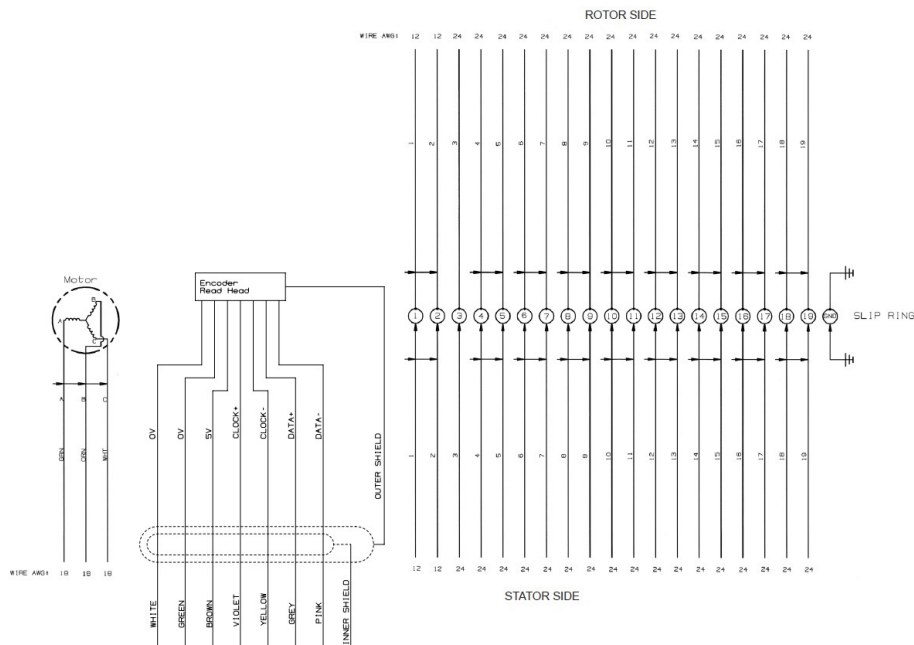 ROTOR SIDE
WIRE AWG: 12 12 24 24 24 24 24 24 24 24 24 24 24 24 24 24 24 24 24
1 2 3 4 5 6 7 8 9 10 11 12 13 14 15 16 17 18 19
Motor
B
A
C
Encoder
Read Head
1 2 3 4 5 6 7 8 9 10 11 12 13 14 15 16 17 18 19 GND SLIP RING
A B C
0V 0V 5V CLOCK+ CLOCK- DATA+ DATA-
OUTER SHIELD
ORN WHT
1 2 3 4 5 6 7 8 9 10 11 12 13 14 15 16 17 18 19
WIRE AWG: 18 18 18
12 12 24 24 24 24 24 24 24 24 24 24 24 24 24 24 24 24 24
STATOR SIDE
WHITE GREEN BROWN VIOLET YELLOW GREY PINK INNER SHIELD